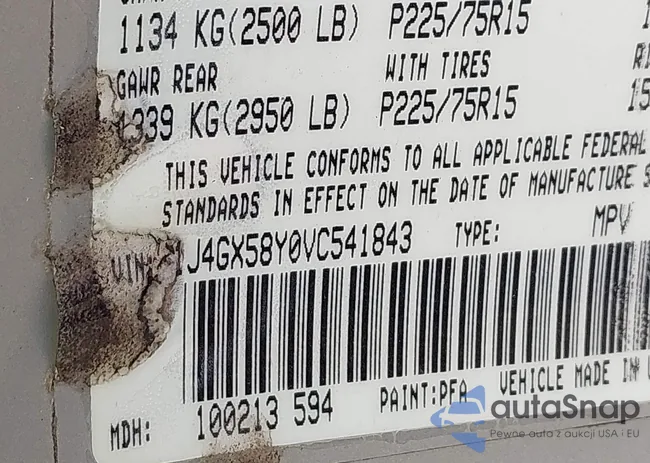 1134 KG(2500 LB) P225/75R15
GAWR REAR WITH TIRES
1339 KG(2950 LB) P225/75R15 15
THIS VEHICLE CONFORMS TO ALL APPLICABLE FEDERAL
STANDARDS IN EFFECT ON THE DATE OF MANUFACTURE
VIN: J4GX58Y0VC541843 TYPE: MPV
MDH: 100213 594 PAINT:PFA VEHICLE MADE IN
autaSnap
Pewne auta z aukcji USA i EU